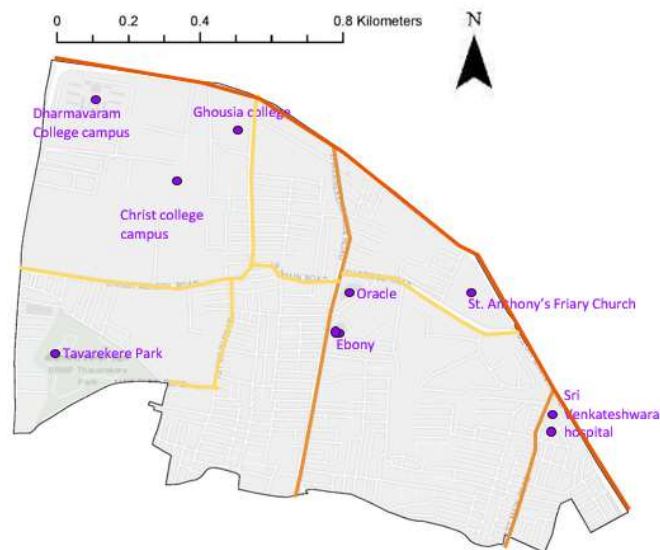 0 0.2 0.4 0.8 Kilometers
N
Dharmavaram
College campus
Ghousia college
Christ college
campus
Oracle
St. Anthony's Friary Church
Ebony
Tavarekere Park
Sri
Venkateshwara
hospital